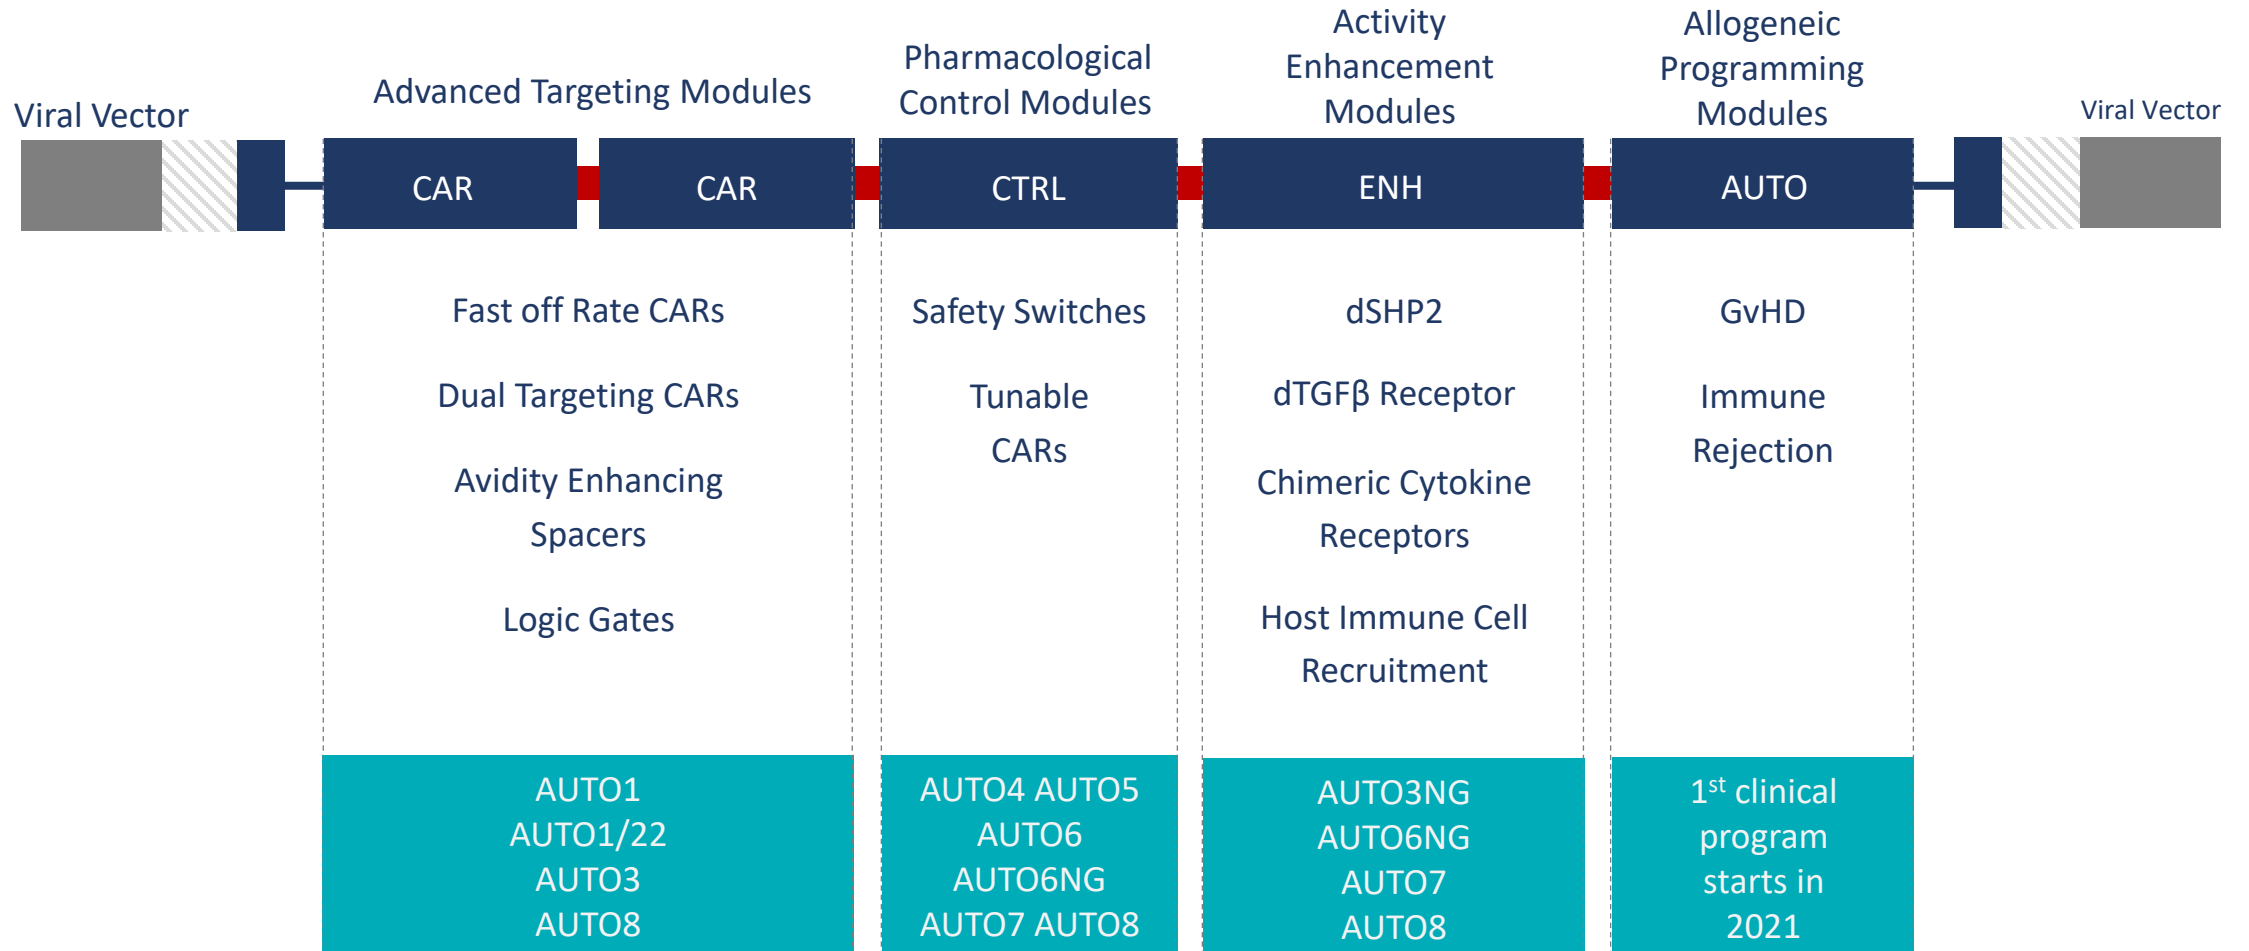 Viral Vector
Advanced Targeting Modules
Pharmacological
Control Modules
Activity
Enhancement
Modules
Allogeneic
Programming
Modules
Viral Vector
CAR
CAR
CTRL
ENH
AUTO
Fast off Rate CARs
Dual Targeting CARs
Avidity Enhancing
Spacers
Logic Gates
Safety Switches
Tunable
CARs
dSHP2
dTGFβ Receptor
Chimeric Cytokine
Receptors
Host Immune Cell
Recruitment
GvHD
Immune
Rejection
AUTO1
AUTO1/22
AUTO3
AUTO8
AUTO4 AUTO5
AUTO6
AUTO6NG
AUTO7 AUTO8
AUTO3NG
AUTO6NG
AUTO7
AUTO8
1st clinical
program
starts in
2021